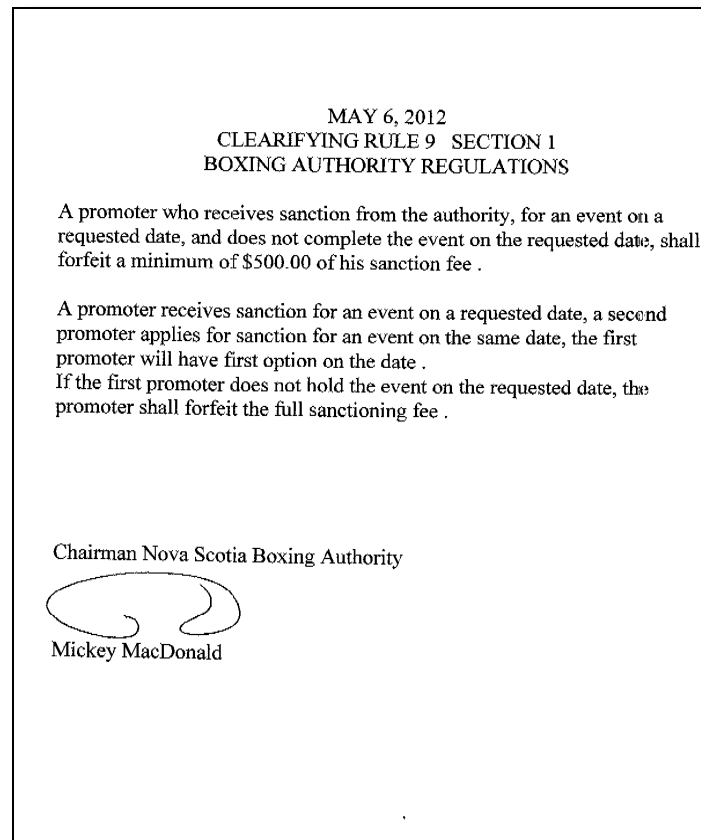 MAY 6, 2012
CLEARIFYING RULE 9 SECTION 1
BOXING AUTHORITY REGULATIONS
A promoter who receives sanction from the authority, for an event on a
requested date, and does not complete the event on the requested date, shall
forfeit a minimum of $500.00 of his sanction fee .
A promoter receives sanction for an event on a requested date, a second
promoter applies for sanction for an event on the same date, the first
promoter will have first option on the date .
If the first promoter does not hold the event on the requested date, the
promoter shall forfeit the full sanctioning fee .
Chairman Nova Scotia Boxing Authority
Mickey MacDonald